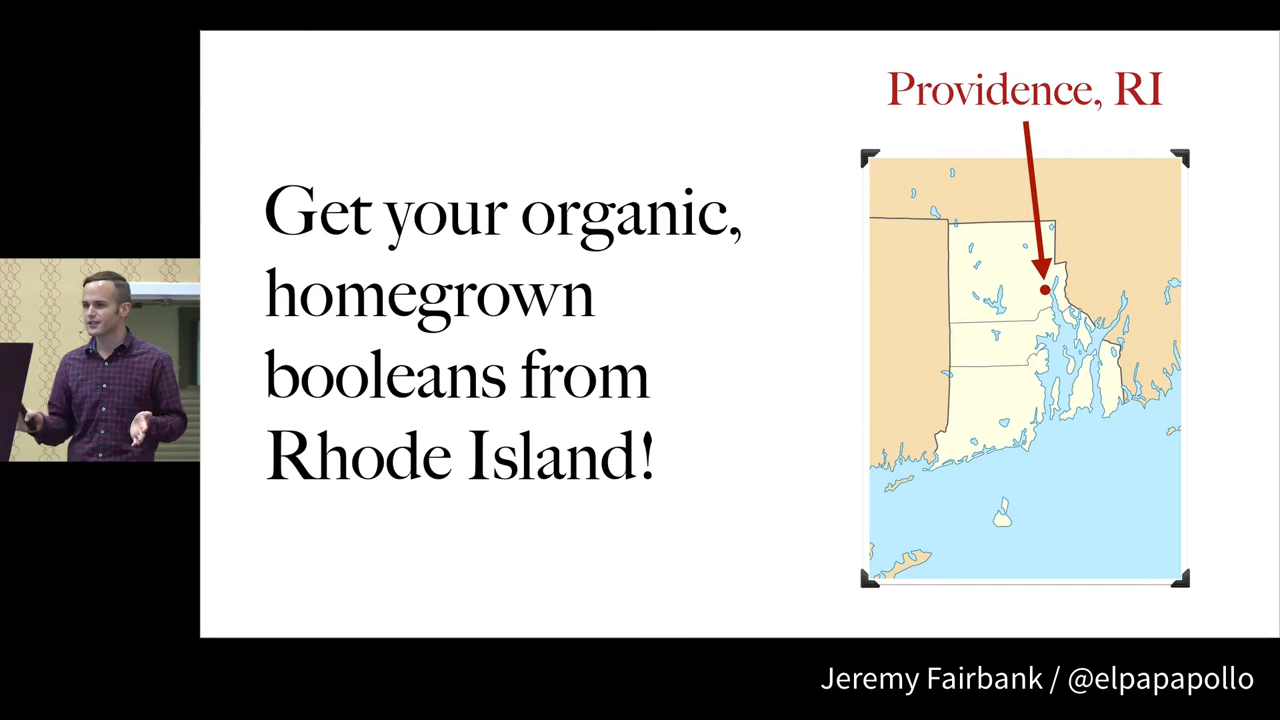 Providence, RI
Get your organic,
homegrown
booleans from
Rhode Island!
Jeremy Fairbank / @elpapapollo